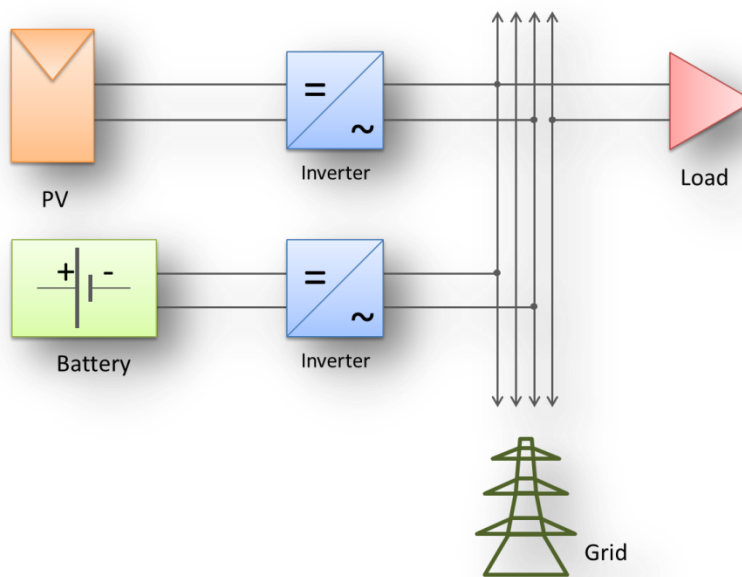 =
~
Inverter
PV
Load
+ -
=
~
Battery
Inverter
Grid